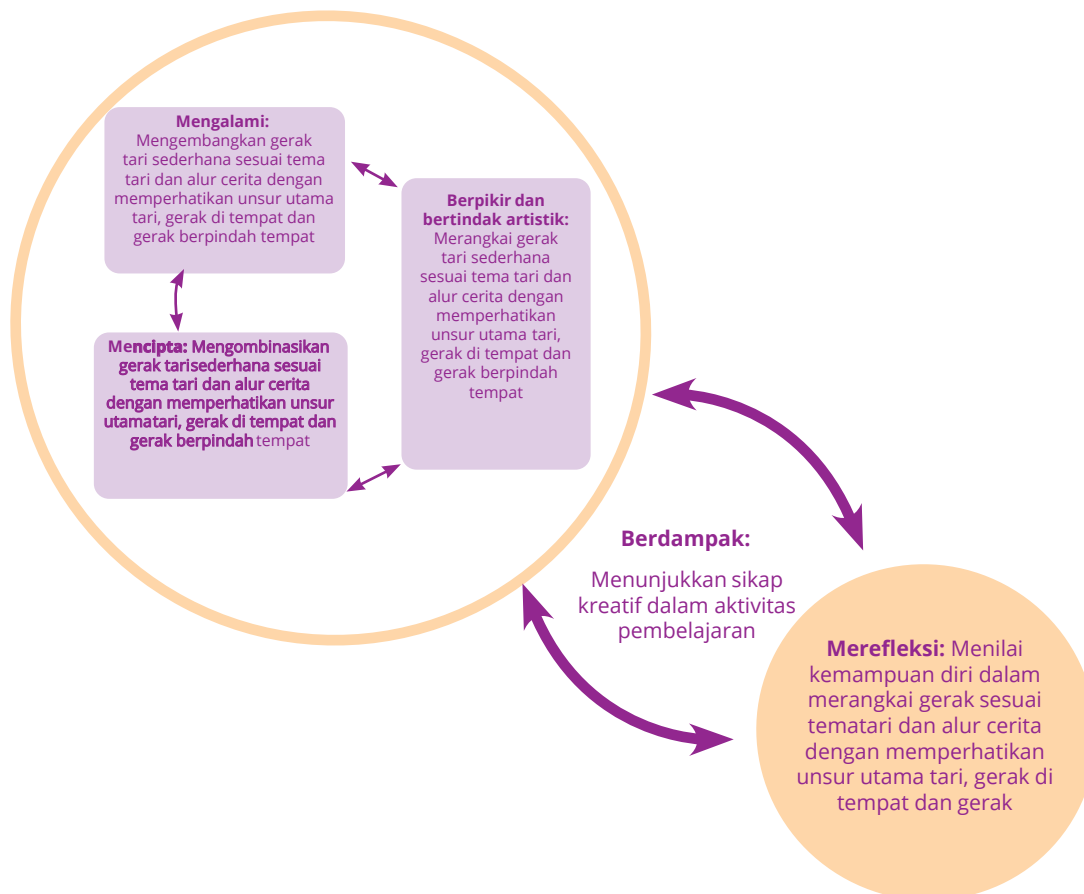 Mengalami:
Mengembangkan gerak
tari sederhana sesuai tema
tari dan alur cerita dengan
memperhatikan unsur utama
tari, gerak di tempat dan
gerak berpindah tempat
Berpikir dan
bertindak artistik:
Merangkai gerak
tari sederhana
sesuai tema tari dan
alur cerita dengan
memperhatikan
unsur utama tari,
gerak di tempat dan
gerak berpindah
tempat
Mencipta: Mengombinasikan
gerak tarisederhana sesuai
tema tari dan alur cerita
dengan memperhatikan unsur
utamatari, gerak di tempat dan
gerak berpindah tempat
Berdampak:
Menunjukkan sikap
kreatif dalam aktivitas
pembelajaran
Merefleksi: Menilai
kemampuan diri dalam
merangkai gerak sesuai
tematari dan alur cerita
dengan memperhatikan
unsur utama tari, gerak di
tempat dan gerak